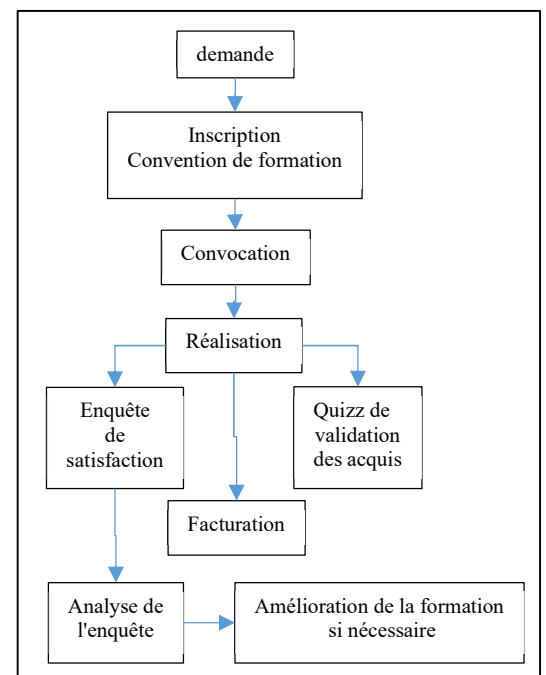 demande
Inscription
Convention de formation
Convocation
Réalisation
Enquête
de
satisfaction
Quizz de
validation
des acquis
Facturation
Analyse de
l'enquête
Amélioration de la formation
si nécessaire